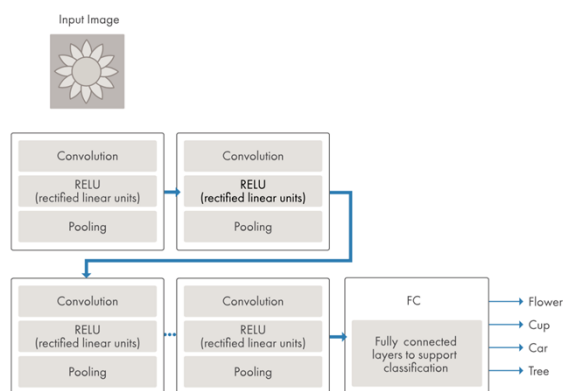 Input Image
Convolution
RELU
(rectified linear units)
Pooling
Convolution
RELU
(rectified linear units)
Pooling
Convolution
RELU
(rectified linear units)
Pooling
Convolution
RELU
(rectified linear units)
Pooling
FC
Fully connected
layers to support
classification
Flower
Cup
Car
Tree